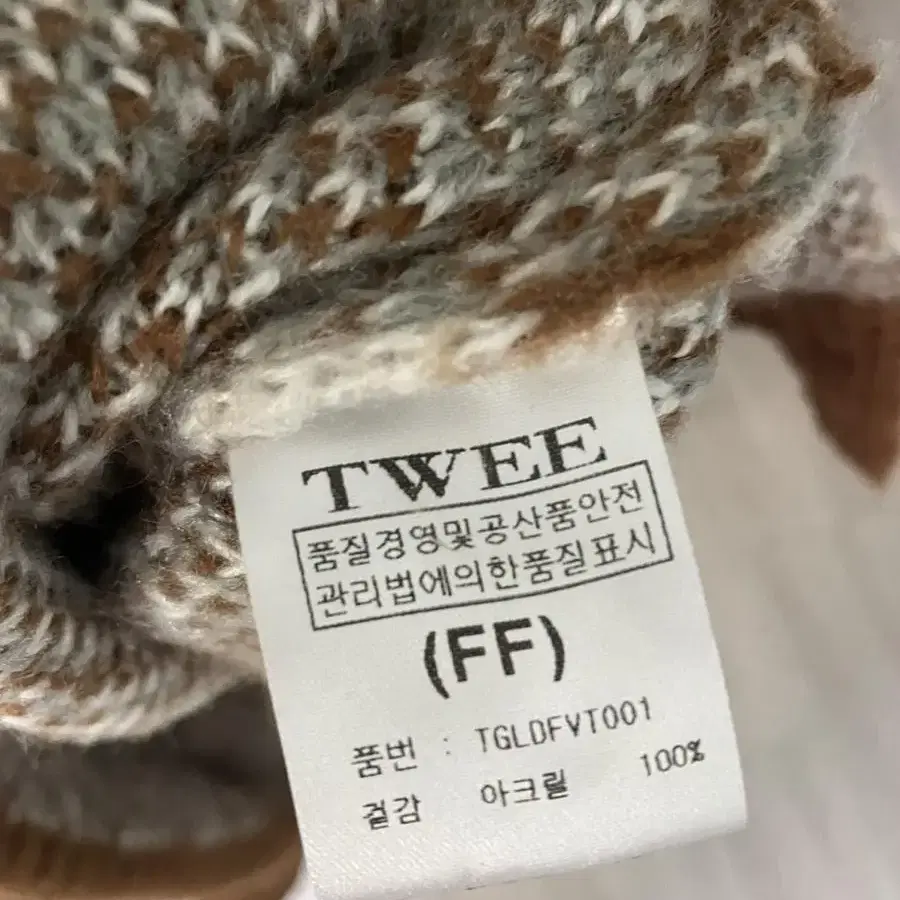 TWEE
품질경영및공산품안전
관리법에의한품질표시
(FF)
품번 : TGLDFVT001
겉감 아크릴 100%